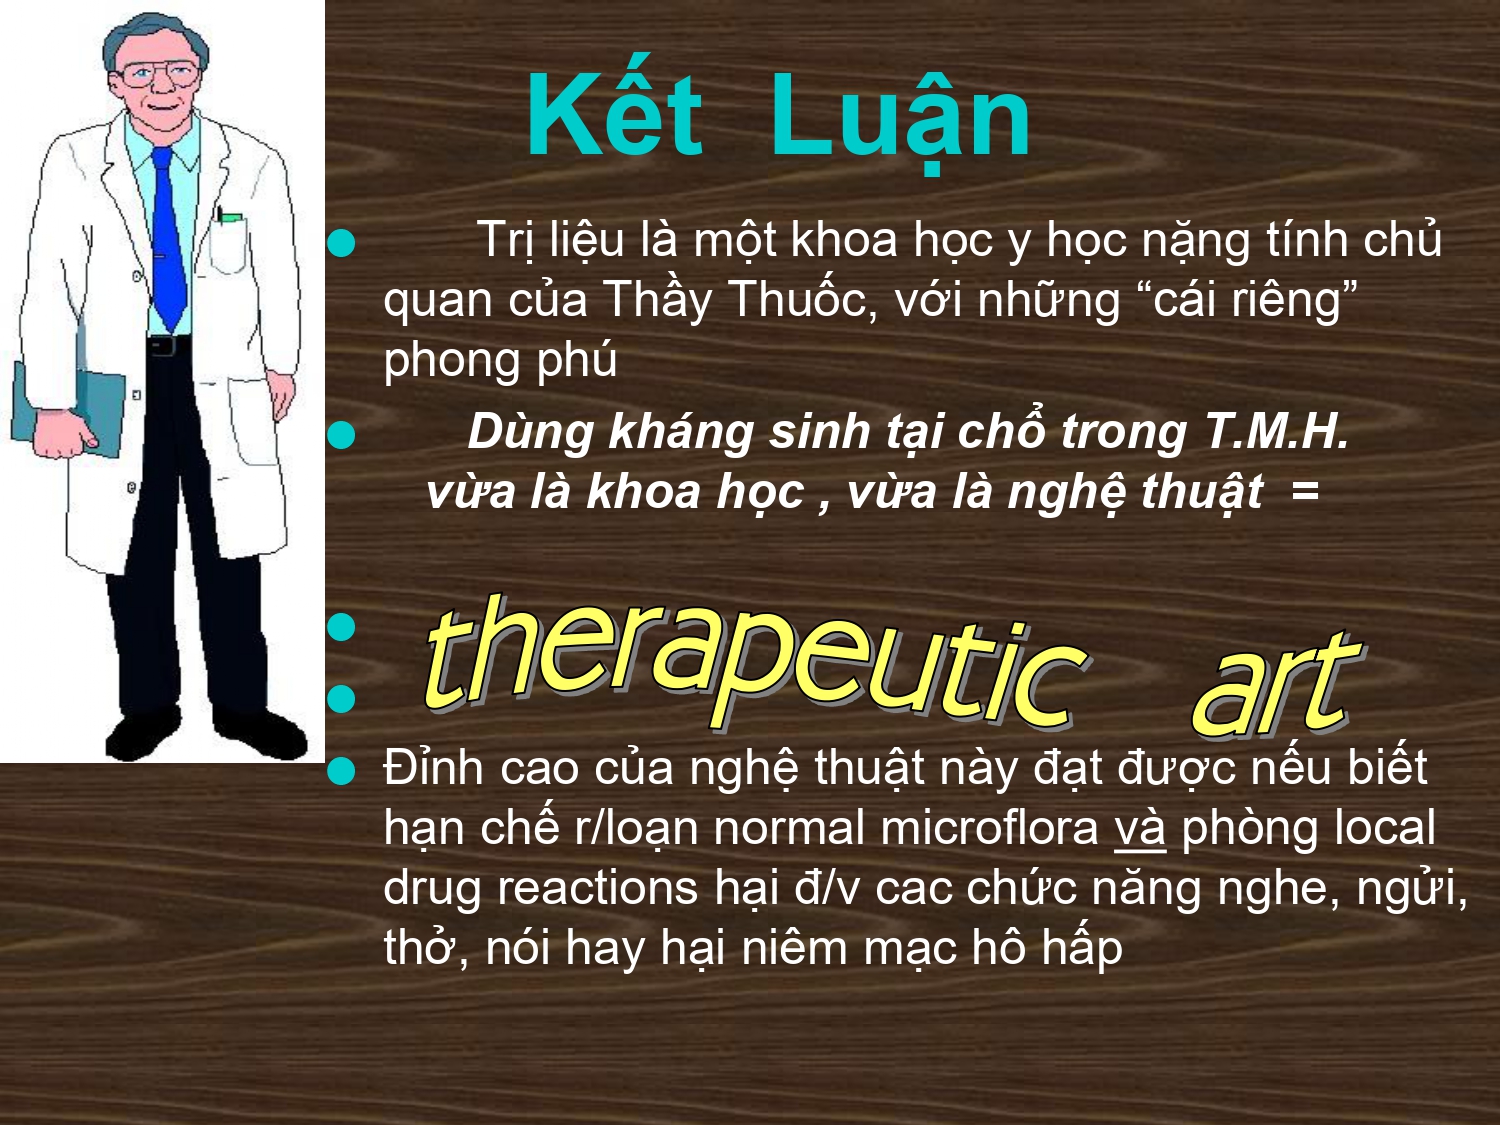 Kết Luận
Trị liệu là một khoa học y học nặng tính chủ
quan của Thầy Thuốc, với những “cái riêng”
phong phú
Dùng kháng sinh tại chổ trong T.M.H.
vừa là khoa học , vừa là nghệ thuật =
therapeutic art
Đỉnh cao của nghệ thuật này đạt được nếu biết
hạn chế r/loạn normal microflora và phòng local
drug reactions hại đ/v cac chức năng nghe, ngửi,
thở, nói hay hại niêm mạc hô hấp